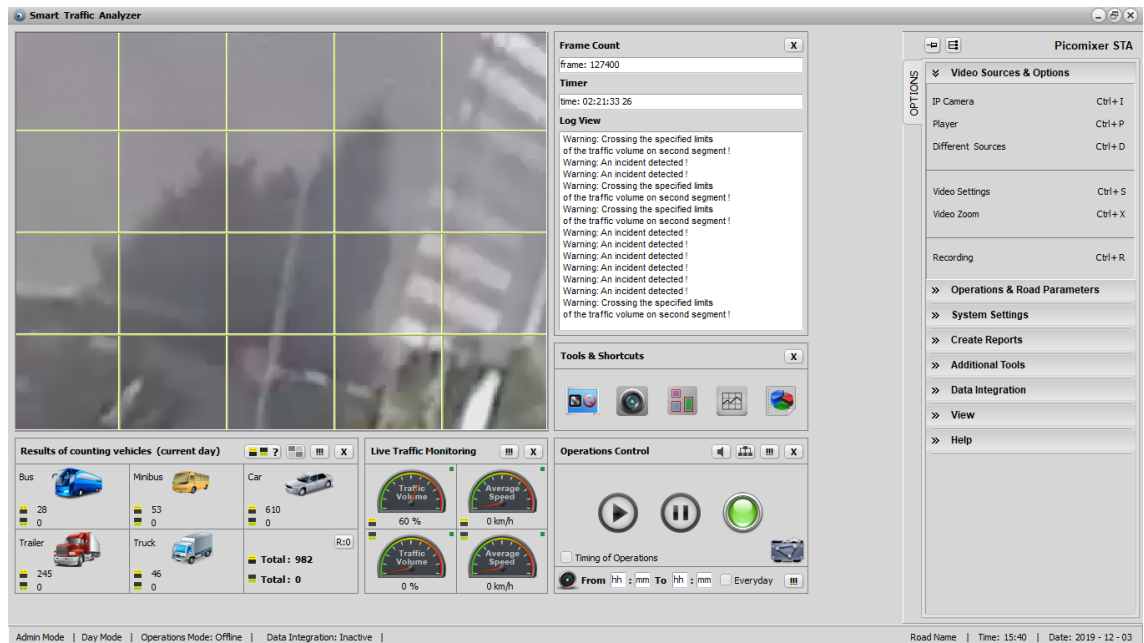 Smart Traffic Analyzer
Frame Count
X
frame: 127400
Timer
time: 02:21:33 26
Log View
Warning: Crossing the specified limits
of the traffic volume on second segment !
Warning: An incident detected !
Warning: An incident detected !
Warning: Crossing the specified limits
of the traffic volume on second segment !
Warning: Crossing the specified limits
of the traffic volume on second segment !
Warning: An incident detected !
Warning: An incident detected !
Warning: An incident detected !
Warning: An incident detected !
Warning: An incident detected !
Warning: An incident detected !
Warning: Crossing the specified limits
of the traffic volume on second segment !
Tools & Shortcuts
X
Results of counting vehicles (current day)
? !!! X
Bus
28
0
Minibus
53
0
Car
610
0
Trailer
245
0
Truck
46
0
R:0
Total : 982
Total : 0
Live Traffic Monitoring
!!! X
Traffic Volume
60 %
Average Speed
0 km/h
Traffic Volume
0 %
Average Speed
0 km/h
Operations Control
!!! X
Timing of Operations
From hh : mm To hh : mm Everyday !!!
OPTIONS
Picomixer STA
Video Sources & Options
IP Camera Ctrl+I
Player Ctrl+P
Different Sources Ctrl+D
Video Settings Ctrl+S
Video Zoom Ctrl+X
Recording Ctrl+R
Operations & Road Parameters
System Settings
Create Reports
Additional Tools
Data Integration
View
Help
Admin Mode | Day Mode | Operations Mode: Offline | Data Integration: Inactive |
Road Name | Time: 15:40 | Date: 2019 - 12 - 03